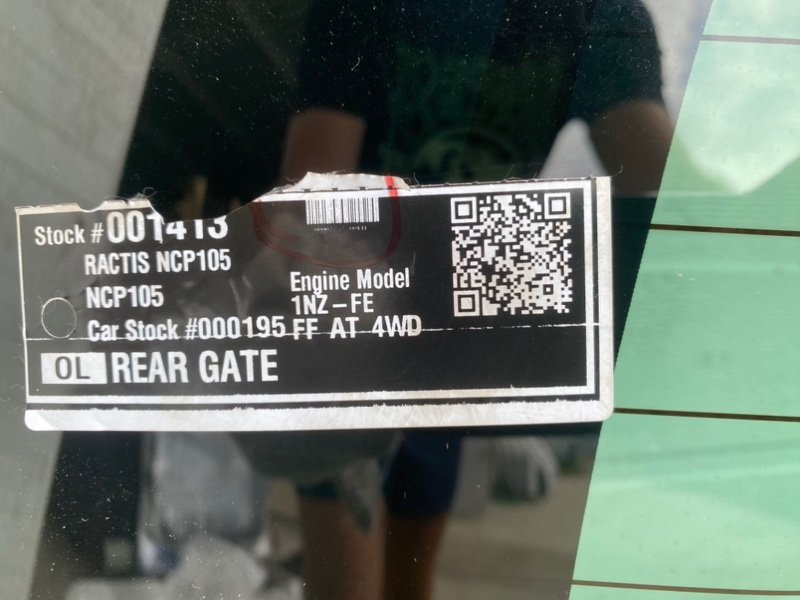 Stock # 001413
RACTIS NCP105
NCP105
Engine Model
1NZ-FE
Car Stock #000195 FF AT 4WD
OL REAR GATE